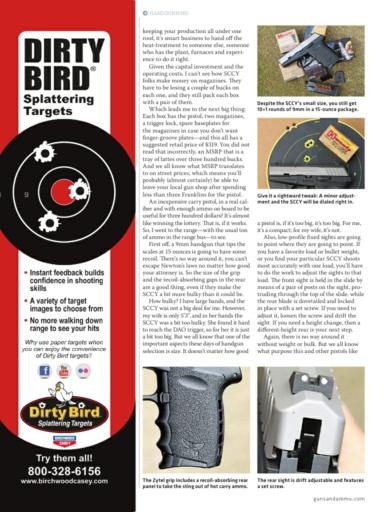 HANDGUNNING
DIRTY
BIRD®
Splattering
Targets
9
• Instant feedback builds
confidence in shooting
skills
• A variety of target
images to choose from
• No more walking down
range to see your hits
Why use paper targets when
you can enjoy the convenience
of Dirty Bird targets?
Dirty Bird
Splattering Targets
BIRCHWOOD
CASEY
Try them all!
800-328-6156
www.birchwoodcasey.com
keeping your production all under one
roof, it's smart business to hand off the
heat-treatment to someone else, someone
who has the plant, furnaces and experi-
ence to do it right.
Given the capital investment and the
operating costs, I can't see how SCCY
folks make money on magazines. They
have to be losing a couple of bucks on
each one, and they still pack each box
with a pair of them.
Which leads me to the next big thing:
Each box has the pistol, two magazines,
a trigger lock, spare baseplates for
the magazines in case you don't want
finger-groove plates—and this all has a
suggested retail price of $319. You did not
read that incorrectly, an MSRP that is a
tray of lattes over three hundred bucks.
And we all know what MSRP translates
to on street prices, which means you'll
probably (almost certainly) be able to
leave your local gun shop after spending
less than three Franklins for the pistol.
An inexpensive carry pistol, in a real cal-
iber and with enough ammo on board to be
useful for three hundred dollars? It's almost
like winning the lottery. That is, if it works.
So, I went to the range—with the usual ton
of ammo in the range bus—to see.
First off, a 9mm handgun that tips the
scales at 15 ounces is going to have some
recoil. There's no way around it, you can't
escape Newton's laws no matter how good
your attorney is. So the size of the grip
and the recoil-absorbing gaps in the rear
are a good thing, even if they make the
SCCY a bit more bulky than it could be.
How bulky? I have large hands, and the
SCCY was not a big deal for me. However,
my wife is only 5'3", and in her hands the
SCCY was a bit too bulky. She found it hard
to reach the DAO trigger, so for her it is just
a bit too big. But we all know that one of the
important aspects these days of handgun
selection is size. It doesn't matter how good
Despite the SCCY's small size, you still get
10+1 rounds of 9mm in a 15-ounce package.
Give it a rightward tweak: A minor adjust-
ment and the SCCY will be dialed right in.
a pistol is, if it's too big, it's too big. For me,
it's a compact; for my wife, it's not.
Also, low-profile fixed sights are going
to point where they are going to point. If
you have a favorite load or bullet weight,
or you find your particular SCCY shoots
most accurately with one load, you'll have
to do the work to adjust the sights to that
load. The front sight is held in the slide by
means of a pair of posts on the sight, pro-
truding through the top of the slide, while
the rear blade is dovetailed and locked
in place with a set screw. If you need to
adjust it, loosen the screw and drift the
sight. If you need a height change, then a
different-height rear is your next step.
Again, there is no way around it
without weight or bulk. But we all know
what purpose this and other pistols like
The Zytel grip includes a recoil-absorbing rear
panel to take the sting out of hot carry ammo.
The rear sight is drift adjustable and features
a set screw.
gunsandammo.com